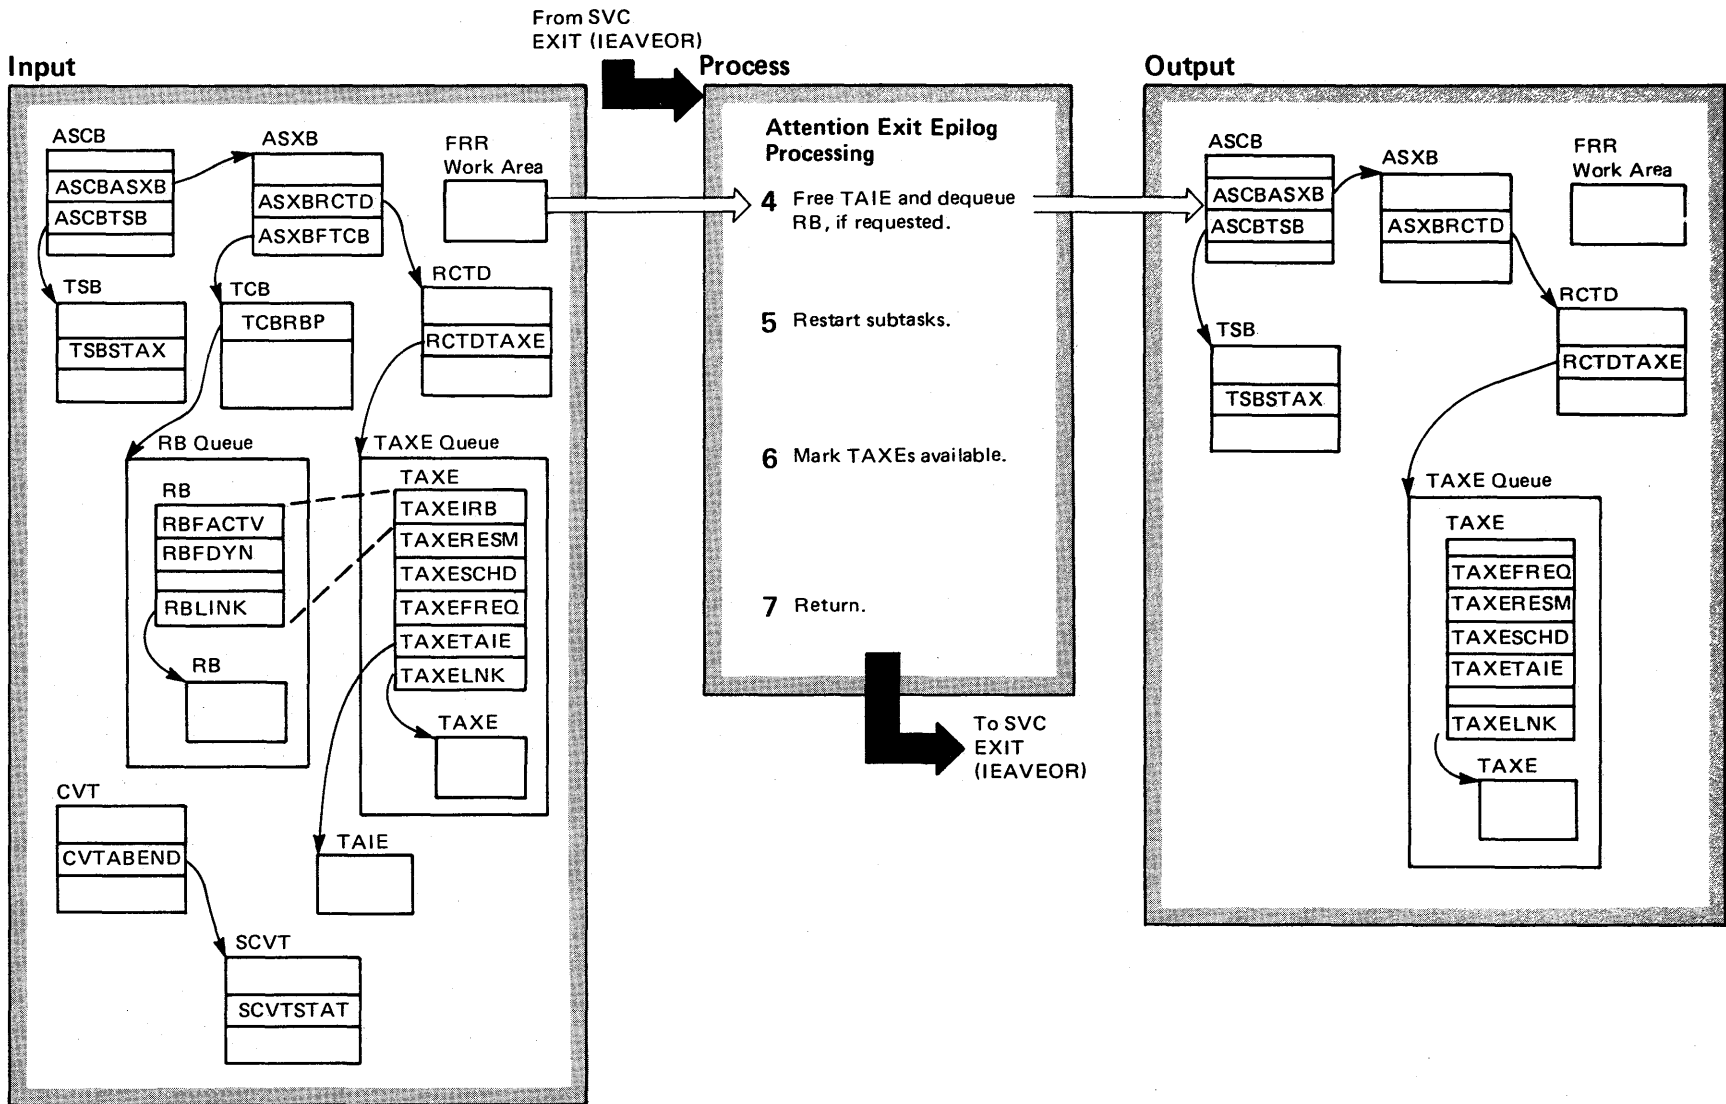 From SVC
EXIT (IEAVEOR)
Input
Process
Output
ASCB
ASCBASXB
ASCBTSB
ASXB
ASXBRCTD
ASXBFTCB
FRR
Work Area
TSB
TSBSTAX
TCB
TCBRBP
RCTD
RCTDTAXE
RB Queue
RB
RBFACTV
RBFDYN
RBLINK
RB
TAXE Queue
TAXE
TAXEIRB
TAXERESM
TAXESCHD
TAXEFREQ
TAXETAIE
TAXELNK
TAXE
CVT
CVTABEND
TAIE
SCVT
SCVTSTAT
Attention Exit Epilog
Processing
4 Free TAIE and dequeue
RB, if requested.
5 Restart subtasks.
6 Mark TAXEs available.
7 Return.
To SVC
EXIT
(IEAVEOR)
ASCB
ASCBASXB
ASCBTSB
ASXB
ASXBRCTD
FRR
Work Area
TSB
TSBSTAX
RCTD
RCTDTAXE
TAXE Queue
TAXE
TAXEFREQ
TAXERESM
TAXESCHD
TAXETAIE
TAXELNK
TAXE